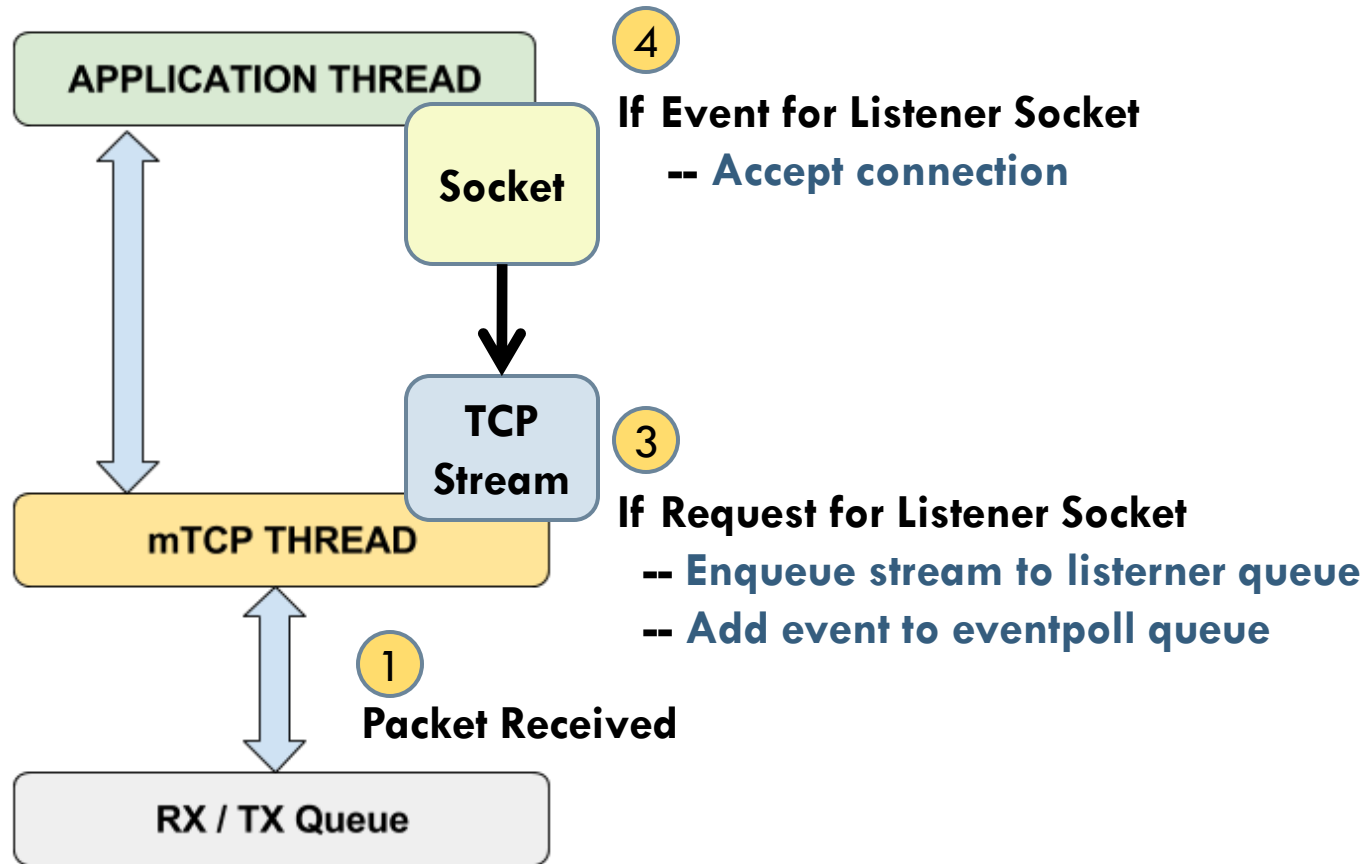 APPLICATION THREAD
4
If Event for Listener Socket
-- Accept connection
Socket
TCP
Stream
3
If Request for Listener Socket
-- Enqueue stream to listerner queue
-- Add event to eventpoll queue
mTCP THREAD
1
Packet Received
RX / TX Queue